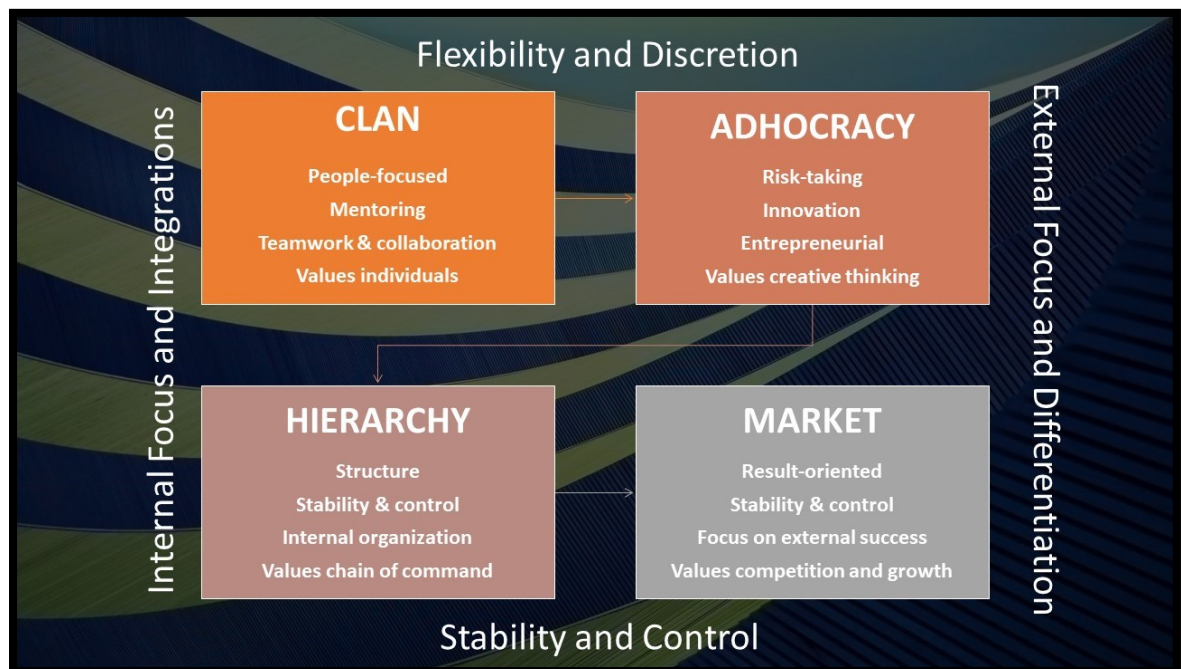 Flexibility and Discretion
Internal Focus and Integrations
External Focus and Differentiation
CLAN
People-focused
Mentoring
Teamwork & collaboration
Values individuals
ADHOCRACY
Risk-taking
Innovation
Entrepreneurial
Values creative thinking
HIERARCHY
Structure
Stability & control
Internal organization
Values chain of command
MARKET
Result-oriented
Stability & control
Focus on external success
Values competition and growth
Stability and Control